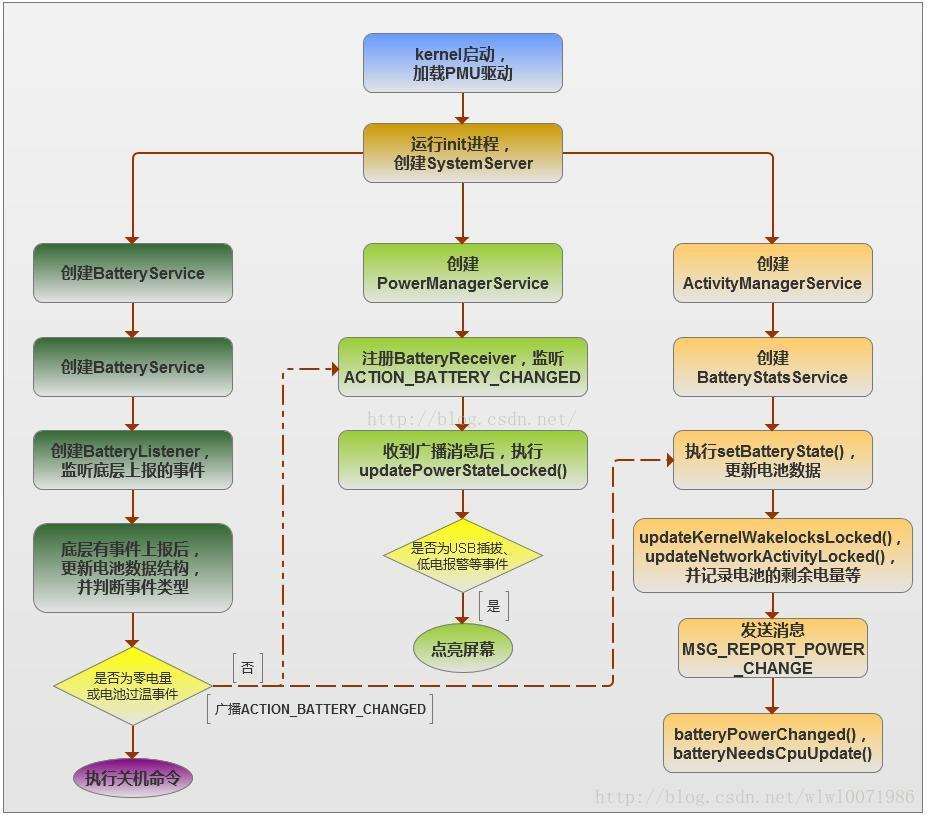 kernel启动，
加载PMU驱动
运行init进程，
创建SystemServer
创建BatteryService
创建BatteryService
创建BatteryListener，
监听底层上报的事件
底层有事件上报后，
更新电池数据结构，
并判断事件类型
是否为零电量
或电池过温事件
否
广播ACTION_BATTERY_CHANGED
执行关机命令
创建
PowerManagerService
注册BatteryReceiver，监听
ACTION_BATTERY_CHANGED
http://blog.csdn.net/
收到广播消息后，执行
updatePowerStateLocked()
是否为USB插拔、
低电报警等事件
是
点亮屏幕
创建
ActivityManagerService
创建
BatteryStatsService
执行setBatteryState()，
更新电池数据
updateKernelWakelocksLocked()，
updateNetworkActivityLocked()，
并记录电池的剩余电量等
发送消息
MSG_REPORT_POWER
_CHANGE
batteryPowerChanged()，
batteryNeedsCpuUpdate()
http://blog.csdn.net/wlwl0071986